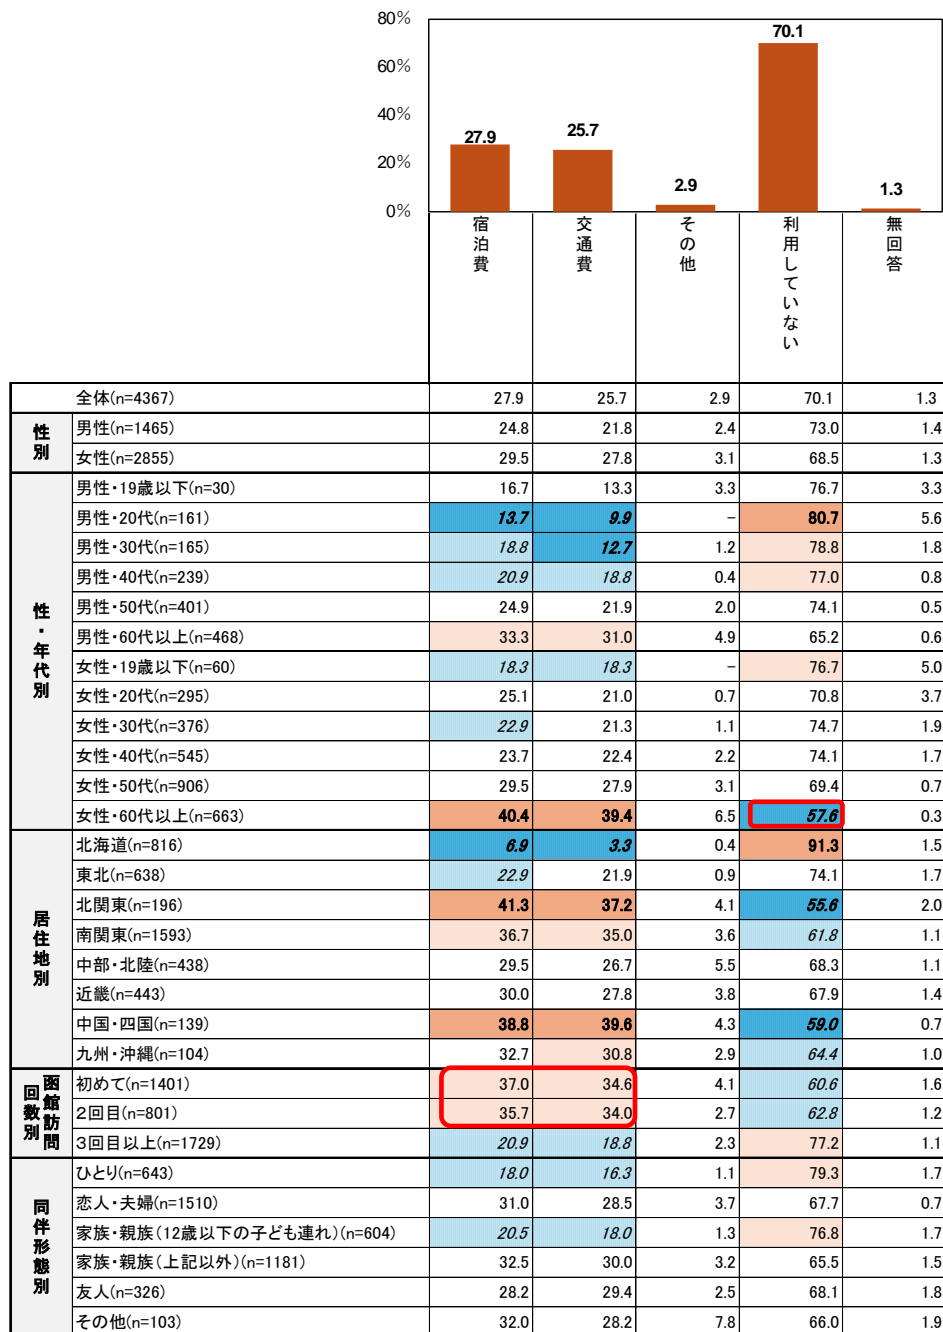 80%
60%
40%
20%
0%
27.9
25.7
2.9
70.1
1.3
宿泊費
交通費
その他
利用していない
無回答
全体(n=4367) 27.9 25.7 2.9 70.1 1.3
性別
男性(n=1465) 24.8 21.8 2.4 73.0 1.4
女性(n=2855) 29.5 27.8 3.1 68.5 1.3
性・年代別
男性・19歳以下(n=30) 16.7 13.3 3.3 76.7 3.3
男性・20代(n=161) 13.7 9.9 – 80.7 5.6
男性・30代(n=165) 18.8 12.7 1.2 78.8 1.8
男性・40代(n=239) 20.9 18.8 0.4 77.0 0.8
男性・50代(n=401) 24.9 21.9 2.0 74.1 0.5
男性・60代以上(n=468) 33.3 31.0 4.9 65.2 0.6
女性・19歳以下(n=60) 18.3 18.3 – 76.7 5.0
女性・20代(n=295) 25.1 21.0 0.7 70.8 3.7
女性・30代(n=376) 22.9 21.3 1.1 74.7 1.9
女性・40代(n=545) 23.7 22.4 2.2 74.1 1.7
女性・50代(n=906) 29.5 27.9 3.1 69.4 0.7
女性・60代以上(n=663) 40.4 39.4 6.5 57.6 0.3
居住地別
北海道(n=816) 6.9 3.3 0.4 91.3 1.5
東北(n=638) 22.9 21.9 0.9 74.1 1.7
北関東(n=196) 41.3 37.2 4.1 55.6 2.0
南関東(n=1593) 36.7 35.0 3.6 61.8 1.1
中部・北陸(n=438) 29.5 26.7 5.5 68.3 1.1
近畿(n=443) 30.0 27.8 3.8 67.9 1.4
中国・四国(n=139) 38.8 39.6 4.3 59.0 0.7
九州・沖縄(n=104) 32.7 30.8 2.9 64.4 1.0
函館訪問
回数別
初めて(n=1401) 37.0 34.6 4.1 60.6 1.6
2回目(n=801) 35.7 34.0 2.7 62.8 1.2
3回目以上(n=1729) 20.9 18.8 2.3 77.2 1.1
同伴形態別
ひとり(n=643) 18.0 16.3 1.1 79.3 1.7
恋人・夫婦(n=1510) 31.0 28.5 3.7 67.7 0.7
家族・親族(12歳以下の子ども連れ)(n=604) 20.5 18.0 1.3 76.8 1.7
家族・親族(上記以外)(n=1181) 32.5 30.0 3.2 65.5 1.5
友人(n=326) 28.2 29.4 2.5 68.1 1.8
その他(n=103) 32.0 28.2 7.8 66.0 1.9